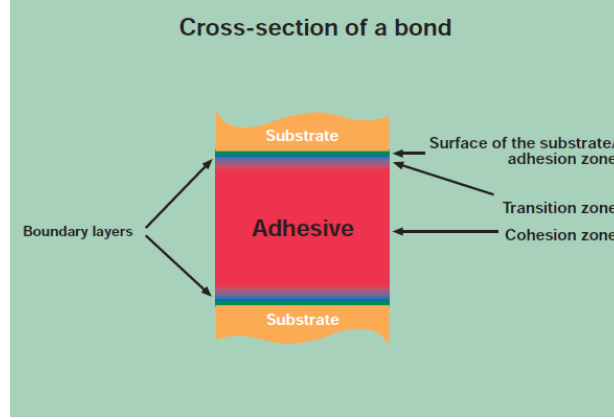 Cross-section of a bond
Substrate
Surface of the substrate/
adhesion zone
Transition zone
Boundary layers
Adhesive
Cohesion zone
Substrate